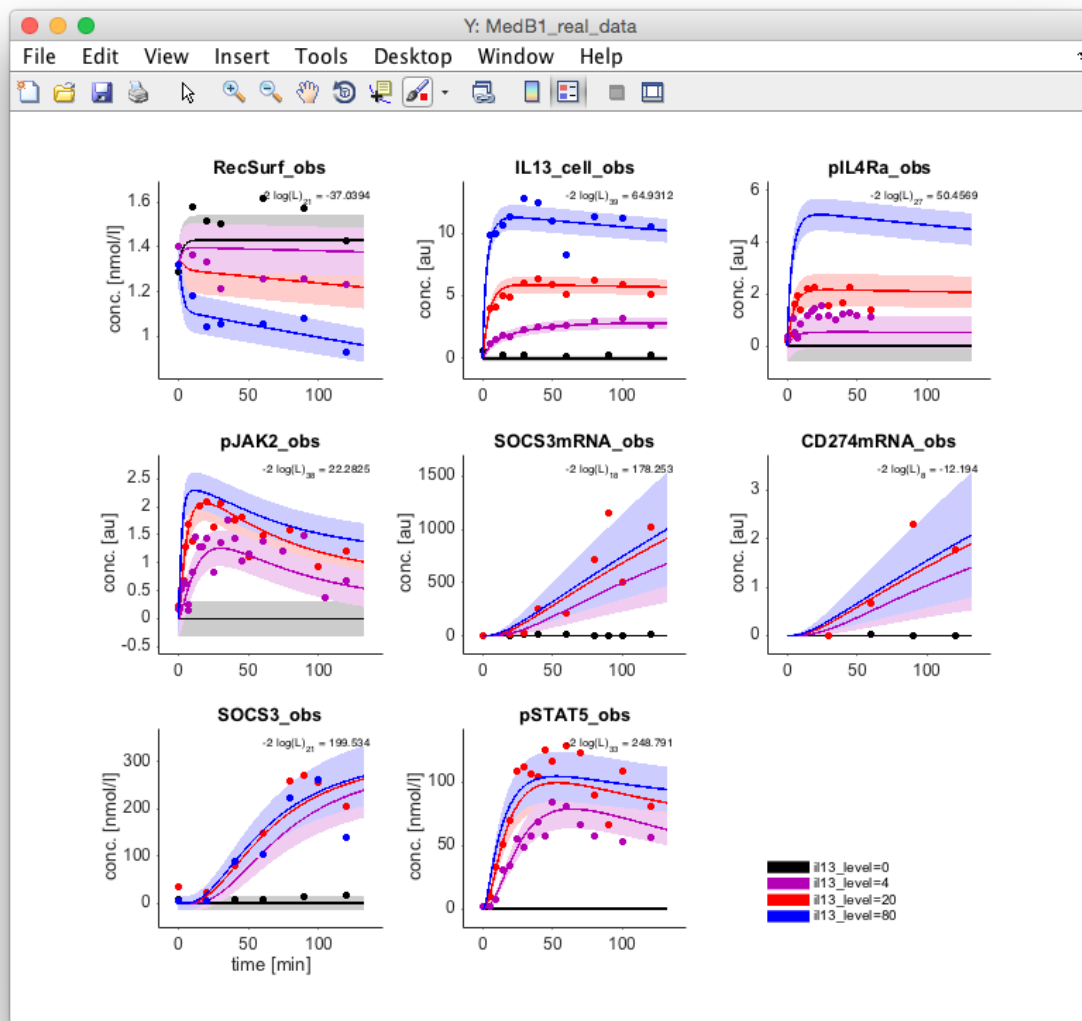 Y: MedB1_real_data
File Edit View Insert Tools Desktop Window Help
RecSurf_obs
-2 log(L)21 = -37.0394
conc. [nmol/l]
1.6
1.4
1.2
1
0 50 100
IL13_cell_obs
-2 log(L)39 = 64.9312
conc. [au]
10
5
0
0 50 100
pIL4Ra_obs
-2 log(L)27 = 50.4569
conc. [au]
6
4
2
0
0 50 100
pJAK2_obs
-2 log(L)38 = 22.2825
conc. [au]
2.5
2
1.5
1
0.5
0
-0.5
0 50 100
SOCS3mRNA_obs
-2 log(L)18 = 178.253
conc. [au]
1500
1000
500
0
0 50 100
CD274mRNA_obs
-2 log(L)8 = -12.194
conc. [au]
3
2
1
0
0 50 100
SOCS3_obs
-2 log(L)21 = 199.534
conc. [nmol/l]
300
200
100
0
0 50 100
time [min]
pSTAT5_obs
-2 log(L)33 = 248.791
conc. [nmol/l]
100
50
0
0 50 100
il13_level=0
il13_level=4
il13_level=20
il13_level=80